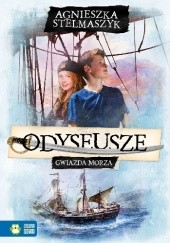 AGNIESZKA
STELMASZYK
ODYSEUSZE
GWIAZDA MORZA